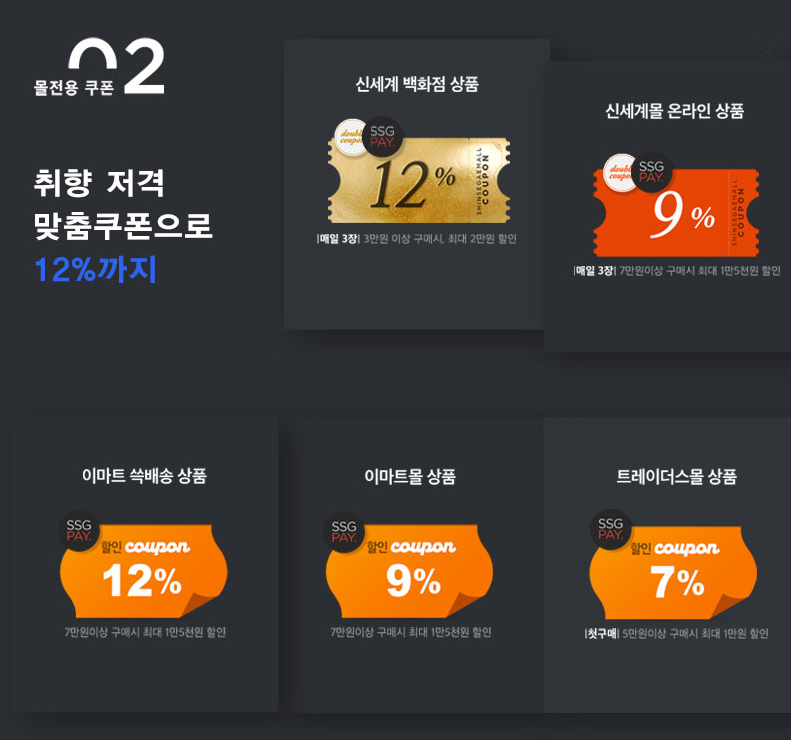 02
몰전용 쿠폰
취향 저격
맞춤쿠폰으로
12%까지
신세계 백화점 상품
double coupon
SSG PAY.
12%
SHINSEGAEMALL COUPON
|매일 3장| 3만원 이상 구매시, 최대 2만원 할인
신세계몰 온라인 상품
double coupon
SSG PAY.
9%
SHINSEGAEMALL COUPON
|매일 3장| 7만원이상 구매시 최대 1만5천원 할인
이마트 쓱배송 상품
SSG PAY.
할인 coupon
12%
7만원이상 구매시 최대 1만5천원 할인
이마트몰 상품
SSG PAY.
할인 coupon
9%
7만원이상 구매시 최대 1만5천원 할인
트레이더스몰 상품
SSG PAY.
할인 coupon
7%
|첫구매| 5만원이상 구매시 최대 1만원 할인